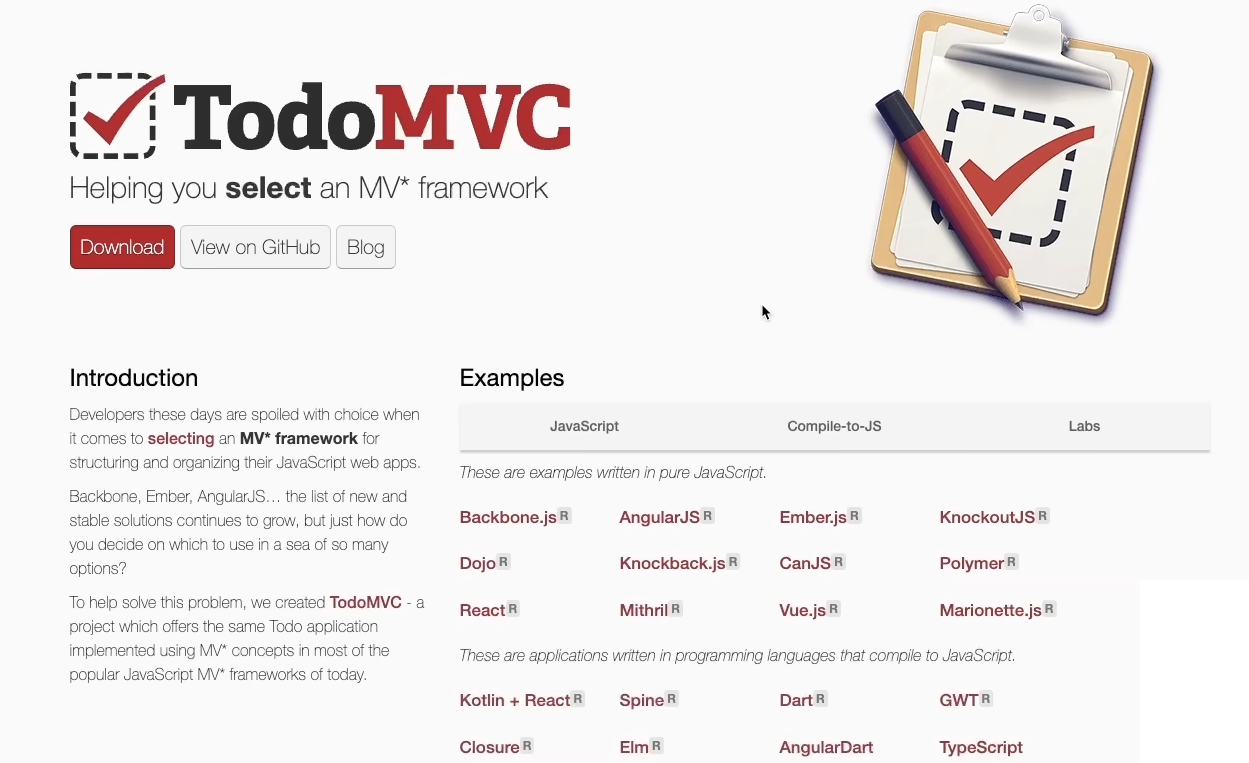 TodoMVC
Helping you select an MV* framework
Download
View on GitHub
Blog
Introduction
Developers these days are spoiled with choice when
it comes to selecting an MV* framework for
structuring and organizing their JavaScript web apps.
Backbone, Ember, AngularJS… the list of new and
stable solutions continues to grow, but just how do
you decide on which to use in a sea of so many
options?
To help solve this problem, we created TodoMVC - a
project which offers the same Todo application
implemented using MV* concepts in most of the
popular JavaScript MV* frameworks of today.
Examples
JavaScript Compile-to-JS Labs
These are examples written in pure JavaScript.
Backbone.js R AngularJS R Ember.js R KnockoutJS R
Dojo R Knockback.js R CanJS R Polymer R
React R Mithril R Vue.js R Marionette.js R
These are applications written in programming languages that compile to JavaScript.
Kotlin + React R Spine R Dart R GWT R
Closure R Elm R AngularDart TypeScript